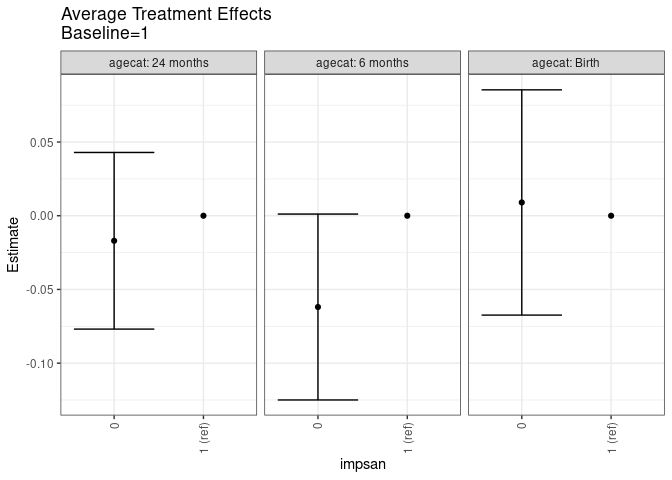 Average Treatment Effects
Baseline=1
agecat: 24 months
agecat: 6 months
agecat: Birth
0.05
0.00
-0.05
-0.10
Estimate
0
1 (ref)
0
1 (ref)
0
1 (ref)
impsan